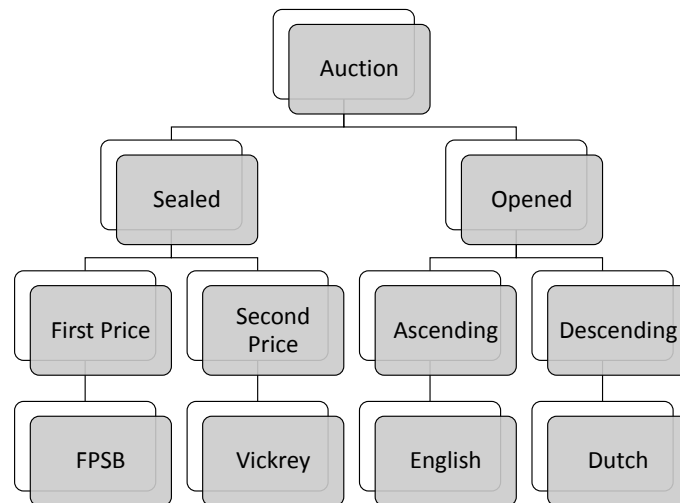 Auction
Sealed
Opened
First Price
Second
Price
Ascending
Descending
FPSB
Vickrey
English
Dutch